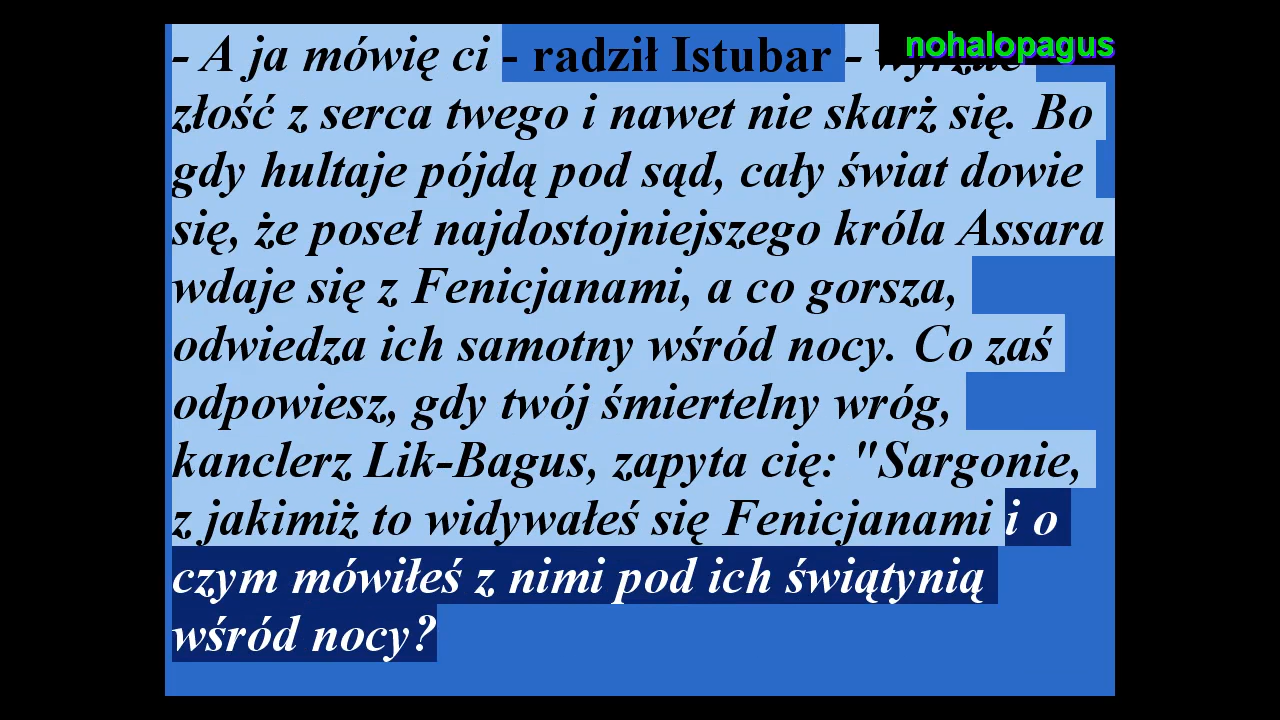 - A ja mówię ci - radził Istubar -
nohalopagus
złość z serca twego i nawet nie skarż się. Bo
gdy hultaje pójdą pod sąd, cały świat dowie
się, że poseł najdostojniejszego króla Assara
wdaje się z Fenicjanami, a co gorsza,
odwiedza ich samotny wśród nocy. Co zaś
odpowiesz, gdy twój śmiertelny wróg,
kanclerz Lik-Bagus, zapyta cię: "Sargonie,
z jakimiż to widywałeś się Fenicjanami i o
czym mówiłeś z nimi pod ich świątynią
wśród nocy?